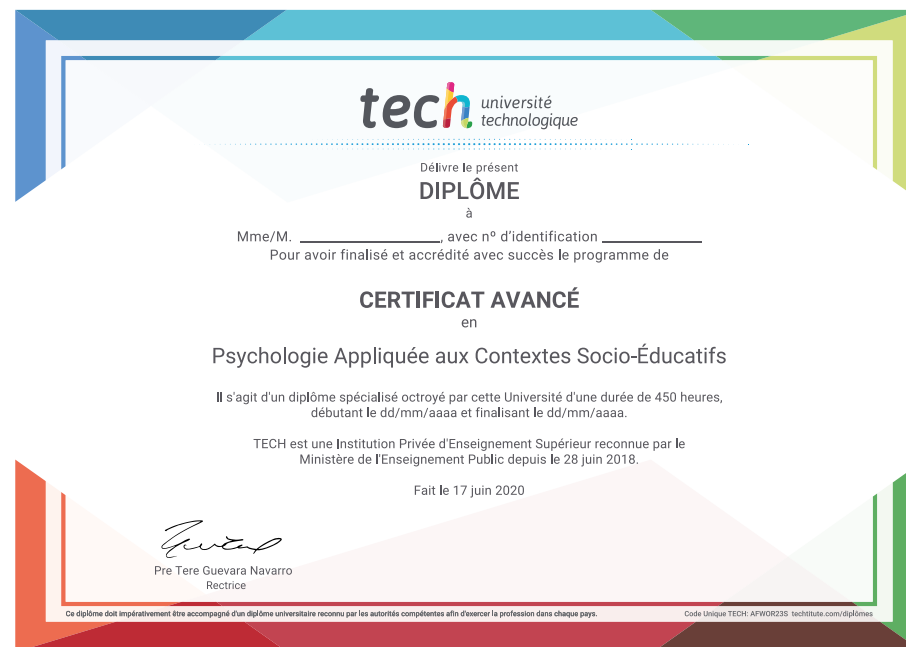 tech université
technologique
Délivre le présent
DIPLÔME
à
Mme/M. ____________________, avec nº d'identification ______________
Pour avoir finalisé et accrédité avec succès le programme de
CERTIFICAT AVANCÉ
en
Psychologie Appliquée aux Contextes Socio-Éducatifs
Il s'agit d'un diplôme spécialisé octroyé par cette Université d'une durée de 450 heures,
débutant le dd/mm/aaaa et finalisant le dd/mm/aaaa.
TECH est une Institution Privée d'Enseignement Supérieur reconnue par le
Ministère de l'Enseignement Public depuis le 28 juin 2018.
Fait le 17 juin 2020
Pre Tere Guevara Navarro
Rectrice
Ce diplôme doit impérativement être accompagné d'un diplôme universitaire reconnu par les autorités compétentes afin d'exercer la profession dans chaque pays.
Code Unique TECH: AFWOR23S techtitute.com/diplômes